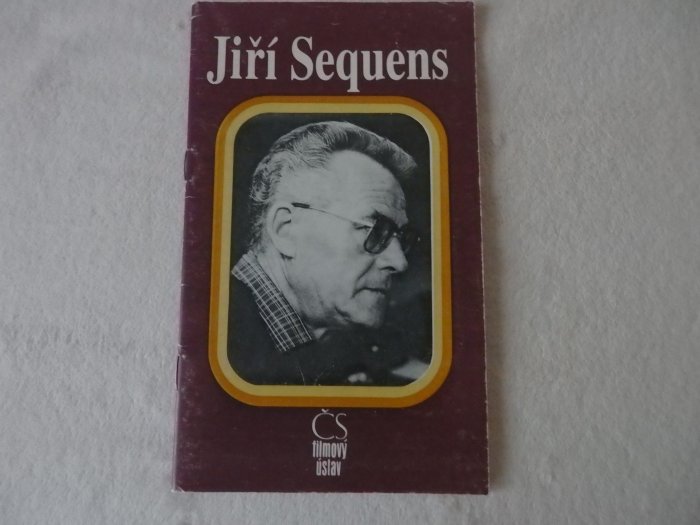 Jiří Sequens
ČS
filmový
ústav